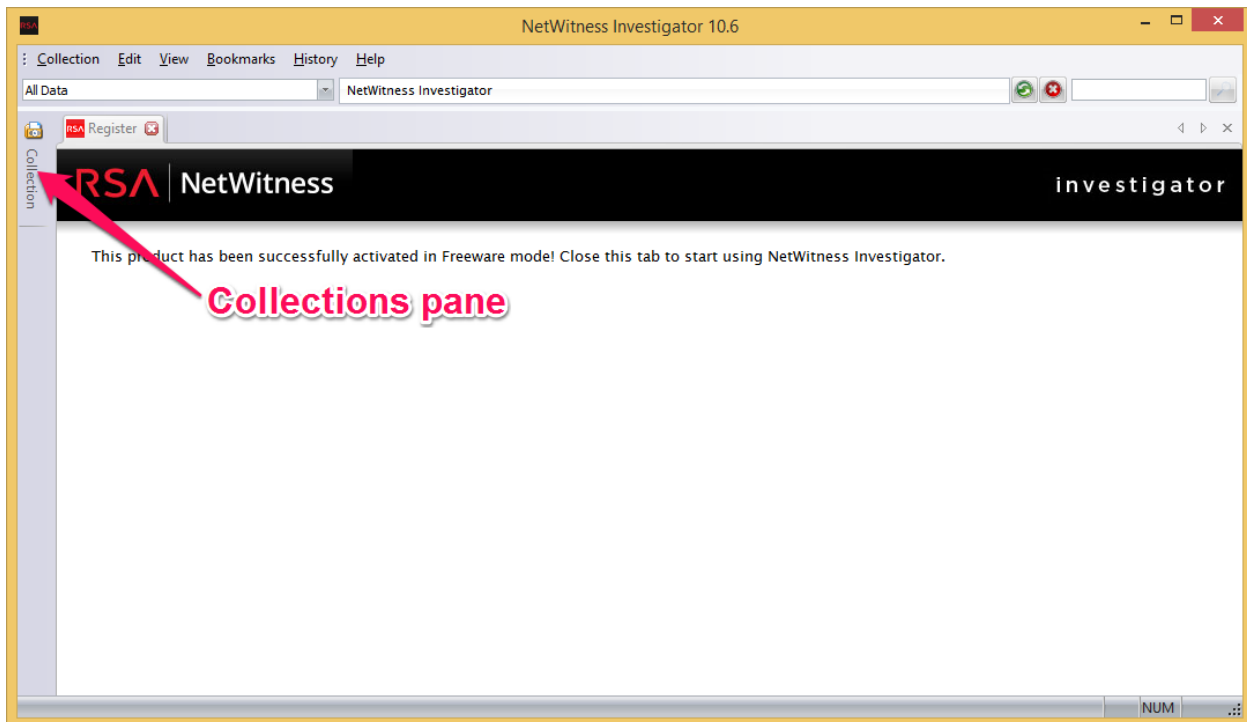 RSA
NetWitness Investigator 10.6
Collection Edit View Bookmarks History Help
All Data
NetWitness Investigator
RSA Register
Collection
RSA NetWitness
investigator
This product has been successfully activated in Freeware mode! Close this tab to start using NetWitness Investigator.
Collections pane
NUM